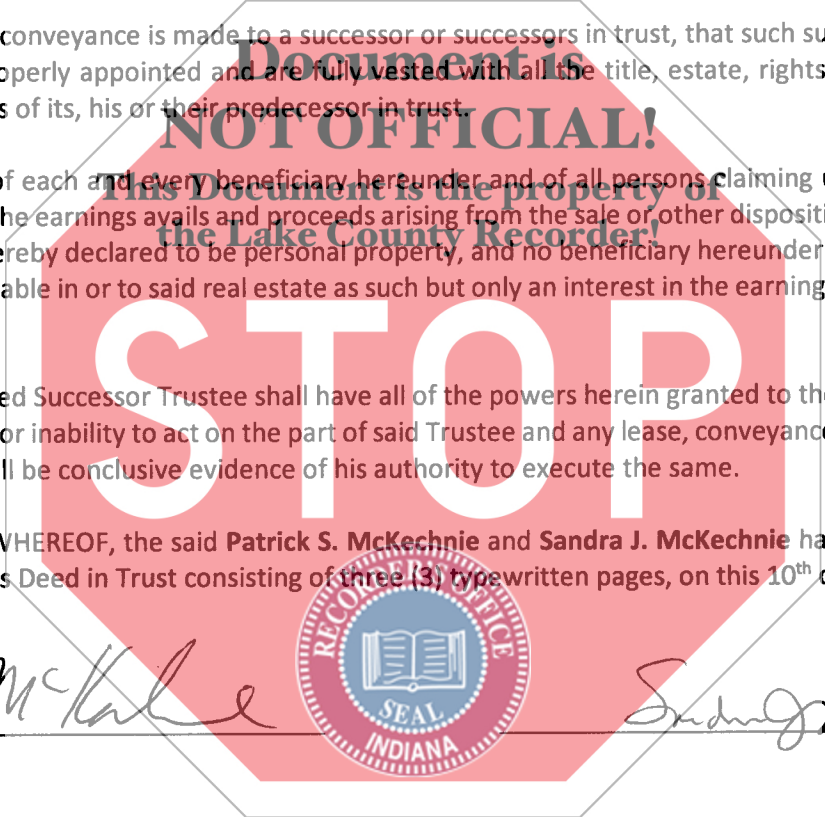 conveyance is made to a successor or successors in trust, that such su
operly appointed and are fully vested with all the title, estate, rights
s of its, his or their predecessor in trust.
Document is
NOT OFFICIAL!
This Document is the property of
the Lake County Recorder!
f each and every beneficiary hereunder and of all persons claiming u
he earnings avails and proceeds arising from the sale or other dispositi
ereby declared to be personal property, and no beneficiary hereunder
able in or to said real estate as such but only an interest in the earning
STOP
ed Successor Trustee shall have all of the powers herein granted to the
or inability to act on the part of said Trustee and any lease, conveyance
ll be conclusive evidence of his authority to execute the same.
WHEREOF, the said Patrick S. McKechnie and Sandra J. McKechnie ha
s Deed in Trust consisting of three (3) typewritten pages, on this 10th
RECORDER'S OFFICE
SEAL
INDIANA